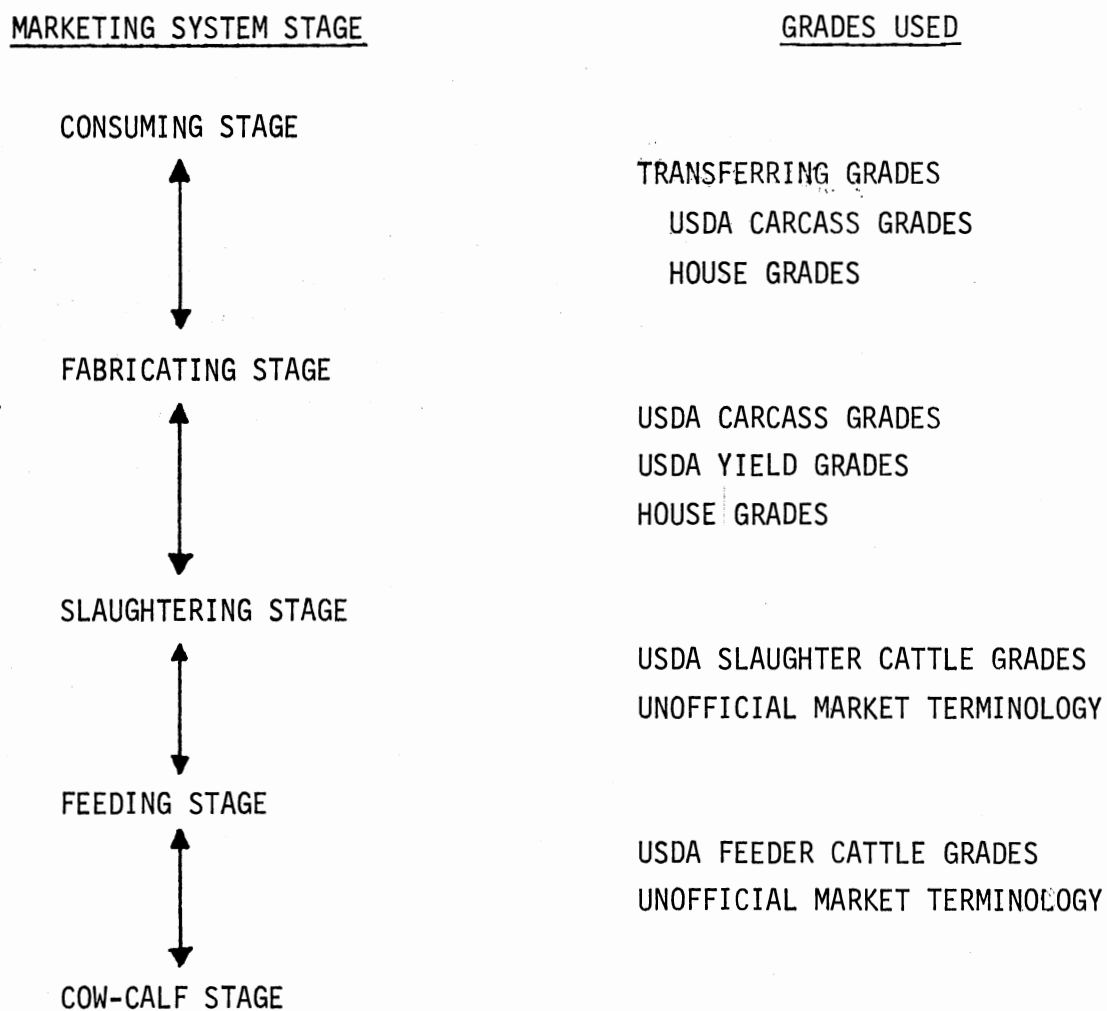 MARKETING SYSTEM STAGE
GRADES USED
CONSUMING STAGE
TRANSFERRING GRADES
USDA CARCASS GRADES
HOUSE GRADES
FABRICATING STAGE
USDA CARCASS GRADES
USDA YIELD GRADES
HOUSE GRADES
SLAUGHTERING STAGE
USDA SLAUGHTER CATTLE GRADES
UNOFFICIAL MARKET TERMINOLOGY
FEEDING STAGE
USDA FEEDER CATTLE GRADES
UNOFFICIAL MARKET TERMINOLOGY
COW-CALF STAGE